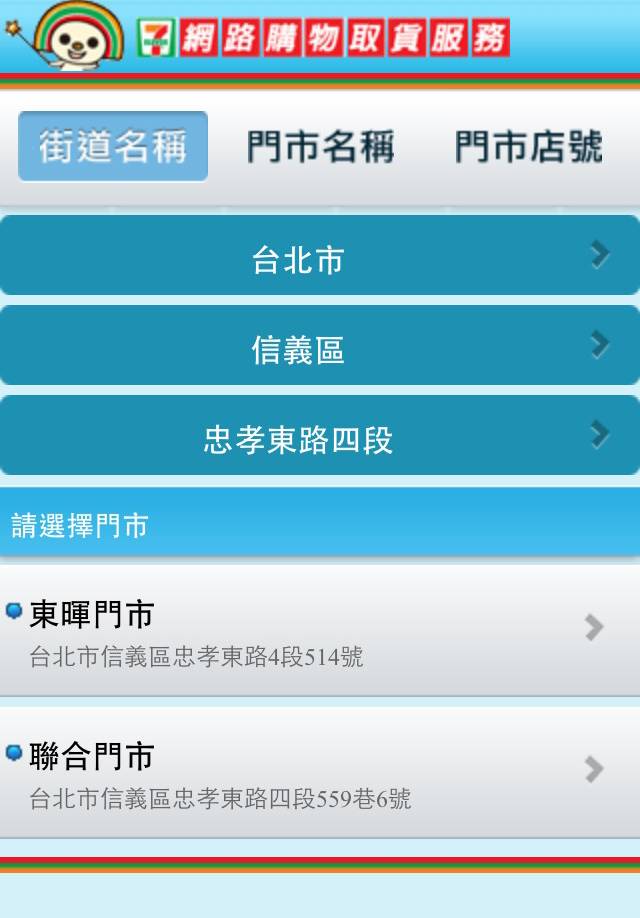 7-ELEVEN 網路購物取貨服務
街道名稱 門市名稱 門市店號
台北市
信義區
忠孝東路四段
請選擇門市
東暉門市
台北市信義區忠孝東路4段514號
聯合門市
台北市信義區忠孝東路四段559巷6號